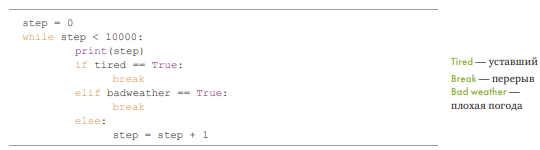 step = 0
while step < 10000:
        print(step)
        if tired == True:
                break
        elif badweather == True:
                break
        else:
                step = step + 1
Tired — уставший
Break — перерыв
Bad weather —
плохая погода